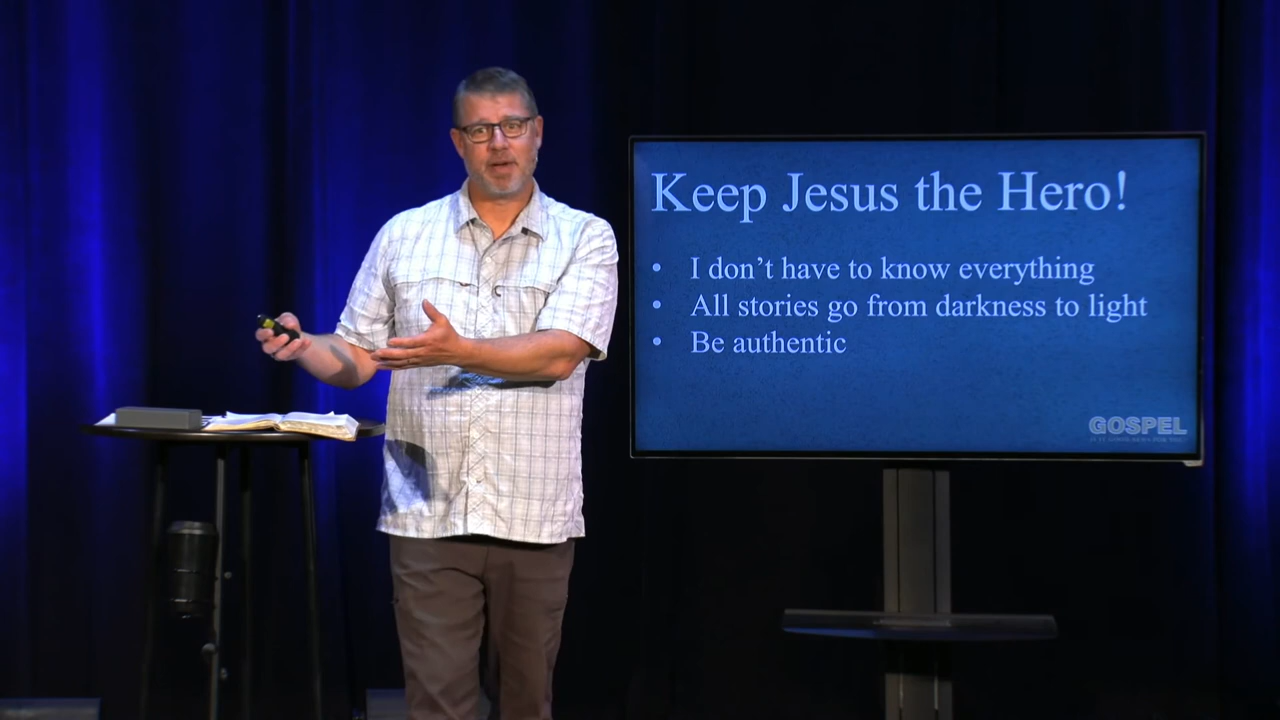 Keep Jesus the Hero!
• I don’t have to know everything
• All stories go from darkness to light
• Be authentic
GOSPEL